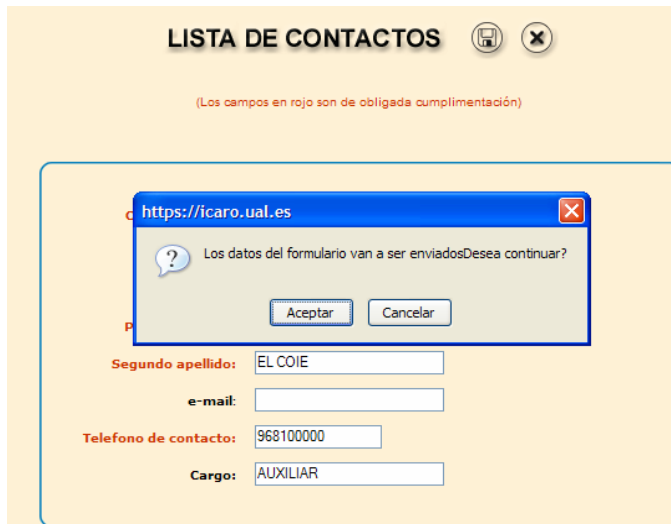 LISTA DE CONTACTOS
(Los campos en rojo son de obligada cumplimentación)
https://icaro.ual.es
Los datos del formulario van a ser enviadosDesea continuar?
Aceptar Cancelar
Segundo apellido: EL COIE
e-mail:
Telefono de contacto: 968100000
Cargo: AUXILIAR